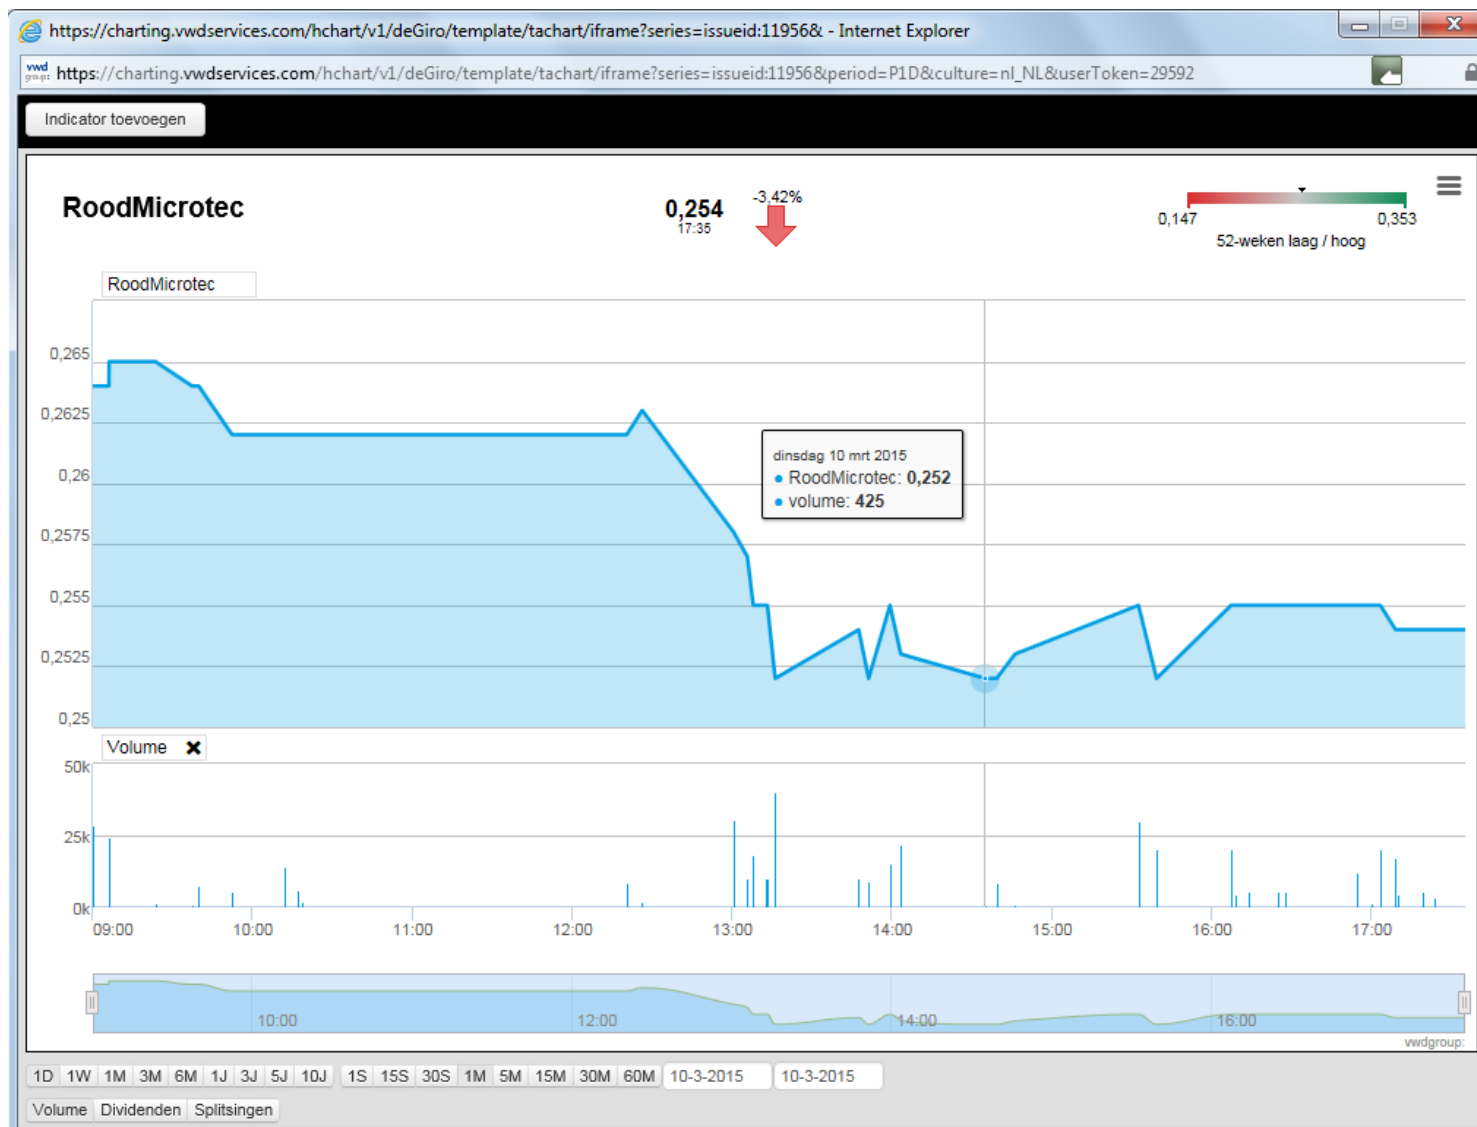 https://charting.vwdservices.com/hchart/v1/deGiro/template/tachart/iframe?series=issueid:11956& - Internet Explorer
vwd group: https://charting.vwdservices.com/hchart/v1/deGiro/template/tachart/iframe?series=issueid:11956&period=P1D&culture=nl_NL&userToken=29592
Indicator toevoegen
RoodMicrotec
0,254
17:35
-3,42%
0,147 0,353
52-weken laag / hoog
RoodMicrotec
0,265
0,2625
0,26
0,2575
0,255
0,2525
0,25
dinsdag 10 mrt 2015
● RoodMicrotec: 0,252
● volume: 425
Volume ✖
50k
25k
0k
09:00 10:00 11:00 12:00 13:00 14:00 15:00 16:00 17:00
10:00 12:00 14:00 16:00
vwdgroup:
1D 1W 1M 3M 6M 1J 3J 5J 10J 1S 15S 30S 1M 5M 15M 30M 60M 10-3-2015 10-3-2015
Volume Dividenden Splitsingen